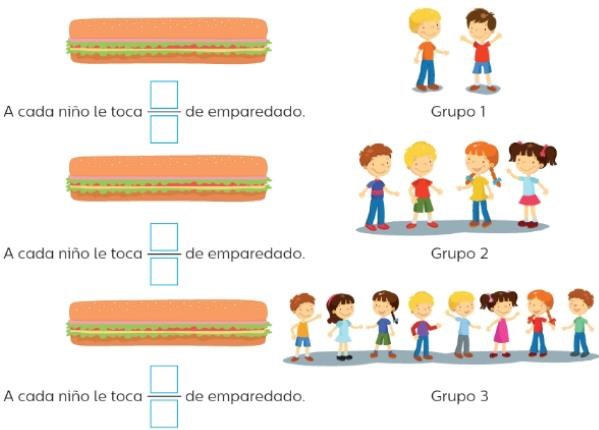 A cada niño le toca de emparedado.
Grupo 1
A cada niño le toca de emparedado.
Grupo 2
A cada niño le toca de emparedado.
Grupo 3